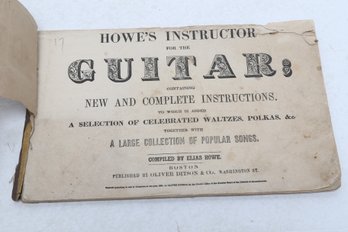 17
HOWE'S INSTRUCTOR
FOR THE
GUITAR;
CONTAINING
NEW AND COMPLETE INSTRUCTIONS,
TO WHICH IS ADDED
A SELECTION OF CELEBRATED WALTZES, POLKAS, &c.
TOGETHER WITH
A LARGE COLLECTION OF POPULAR SONGS.
COMPILED BY ELIAS HOWE.
BOSTON
PUBLISHED BY OLIVER DITSON & CO. WASHINGTON ST.